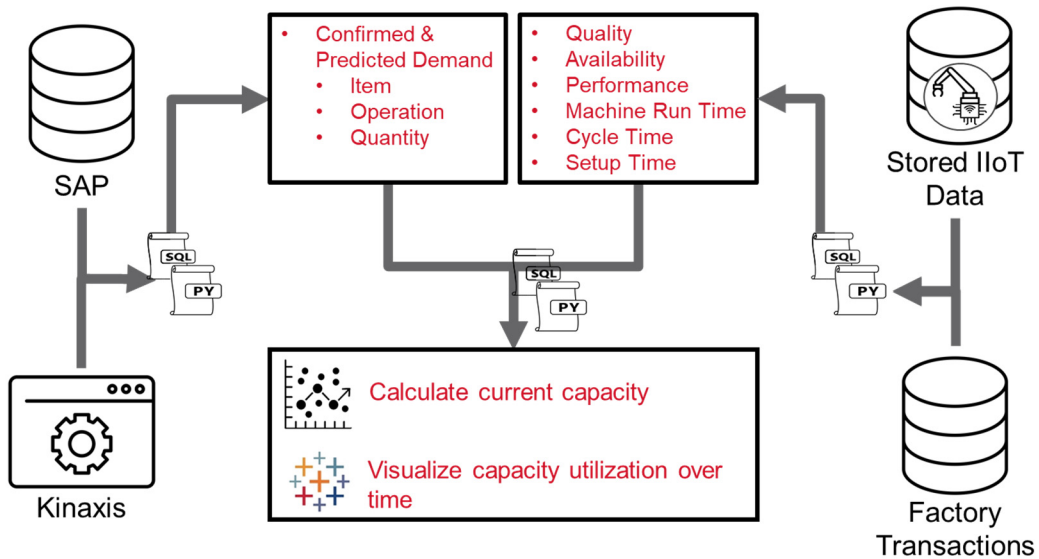 SAP
SQL
PY
Kinaxis
• Confirmed &
Predicted Demand
• Item
• Operation
• Quantity
• Quality
• Availability
• Performance
• Machine Run Time
• Cycle Time
• Setup Time
SQL
PY
Calculate current capacity
Visualize capacity utilization over
time
Stored IIoT
Data
SQL
PY
Factory
Transactions